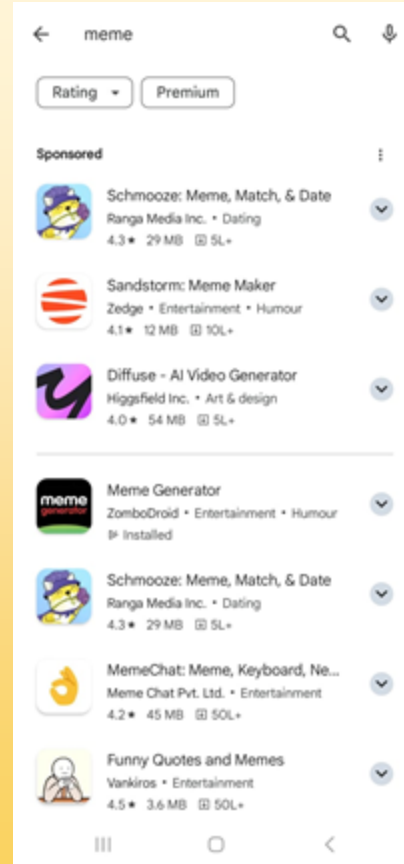 meme
Rating Premium
Sponsored
Schmooze: Meme, Match, & Date
Ranga Media Inc. • Dating
4.3★ 29 MB 5L+
Sandstorm: Meme Maker
Zedge • Entertainment • Humour
4.1★ 12 MB 10L+
Diffuse - AI Video Generator
Higgsfield Inc. • Art & design
4.0★ 54 MB 5L+
meme
generator
Meme Generator
ZomboDroid • Entertainment • Humour
Installed
Schmooze: Meme, Match, & Date
Ranga Media Inc. • Dating
4.3★ 29 MB 5L+
MemeChat: Meme, Keyboard, Ne...
Meme Chat Pvt. Ltd. • Entertainment
4.2★ 45 MB 50L+
Funny Quotes and Memes
Vankiros • Entertainment
4.5★ 3.6 MB 50L+